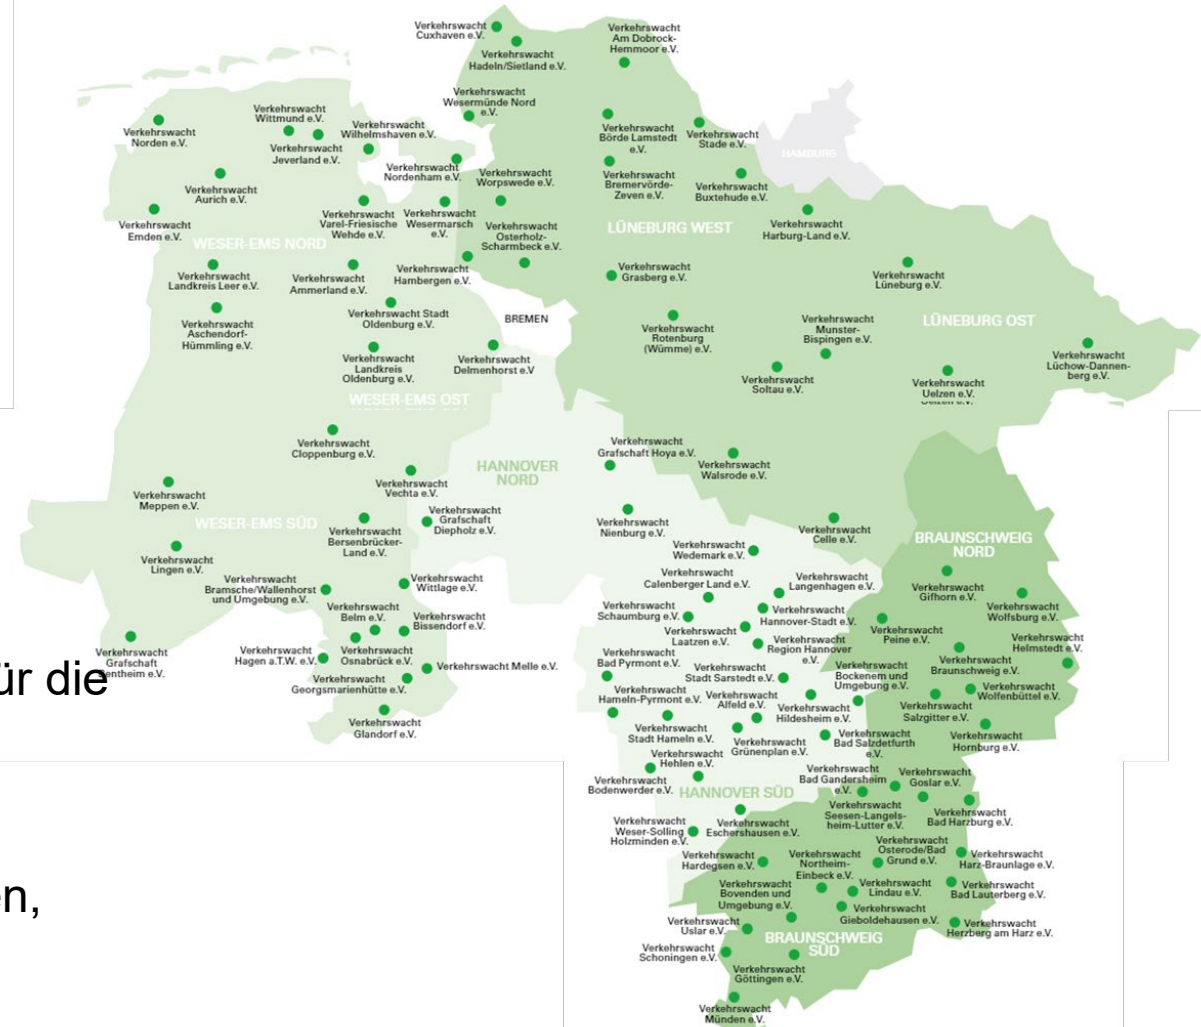 Verkehrswacht
Cuxhaven e.V.
Verkehrswacht
Hadeln/Sietland e.V.
Verkehrswacht
Am Dobrock-
Hemmoor e.V.
Verkehrswacht
Wesermünde Nord
e.V.
Verkehrswacht
Norden e.V.
Verkehrswacht
Wittmund e.V.
Verkehrswacht
Jeverland e.V.
Verkehrswacht
Wilhelmshaven e.V.
Verkehrswacht
Nordenham e.V.
Verkehrswacht
Worpswede e.V.
Verkehrswacht
Börde Lamstedt
e.V.
Verkehrswacht
Stade e.V.
HAMBURG
Verkehrswacht
Bremervörde-
Zeven e.V.
Verkehrswacht
Buxtehude e.V.
Verkehrswacht
Aurich e.V.
Verkehrswacht
Emden e.V.
Verkehrswacht
Varel-Friesische
Wehde e.V.
Verkehrswacht
Wesermarsch
e.V.
Verkehrswacht
Osterholz-
Scharmbeck e.V.
LÜNEBURG WEST
Verkehrswacht
Harburg-Land e.V.
WESER-EMS NORD
Verkehrswacht
Landkreis Leer e.V.
Verkehrswacht
Ammerland e.V.
Verkehrswacht
Hambergen e.V.
Verkehrswacht
Grasberg e.V.
Verkehrswacht
Lüneburg e.V.
Verkehrswacht
Aschendorf-
Hümmling e.V.
Verkehrswacht Stadt
Oldenburg e.V.
BREMEN
Verkehrswacht
Rotenburg
(Wümme) e.V.
Verkehrswacht
Munster-
Bispingen e.V.
LÜNEBURG OST
Verkehrswacht
Landkreis
Oldenburg e.V.
Verkehrswacht
Delmenhorst e.V
Verkehrswacht
Soltau e.V.
Verkehrswacht
Uelzen e.V.
Verkehrswacht
Lüchow-Dannen-
berg e.V.
WESER-EMS OST
Verkehrswacht
Cloppenburg e.V.
Verkehrswacht
Grafschaft Hoya e.V.
Verkehrswacht
Walsrode e.V.
HANNOVER
NORD
Verkehrswacht
Vechta e.V.
Verkehrswacht
Meppen e.V.
WESER-EMS SÜD
Verkehrswacht
Bersenbrücker-
Land e.V.
Verkehrswacht
Grafschaft
Diepholz e.V.
Verkehrswacht
Nienburg e.V.
Verkehrswacht
Celle e.V.
BRAUNSCHWEIG
NORD
Verkehrswacht
Wedemark e.V.
Verkehrswacht
Lingen e.V.
Verkehrswacht
Bramsche/Wallenhorst
und Umgebung e.V.
Verkehrswacht
Wittlage e.V.
Verkehrswacht
Calenberger Land e.V.
Verkehrswacht
Langenhagen e.V.
Verkehrswacht
Gifhorn e.V.
Verkehrswacht
Wolfsburg e.V.
Verkehrswacht
Belm e.V.
Verkehrswacht
Bissendorf e.V.
Verkehrswacht
Schaumburg e.V.
Verkehrswacht
Hannover-Stadt e.V.
Verkehrswacht
Peine e.V.
Verkehrswacht
Laatzen e.V.
Verkehrswacht
Region Hannover
e.V.
Verkehrswacht
Helmstedt e.V.
Verkehrswacht
Grafschaft
Bentheim e.V.
ür die
Verkehrswacht
Hagen a.T.W. e.V.
Verkehrswacht
Osnabrück e.V.
Verkehrswacht Melle e.V.
Verkehrswacht
Georgsmarienhütte e.V.
Verkehrswacht
Glandorf e.V.
Verkehrswacht
Bad Pyrmont e.V.
Verkehrswacht
Stadt Sarstedt e.V.
Verkehrswacht
Bockenem und
Umgebung e.V.
Verkehrswacht
Braunschweig e.V.
Verkehrswacht
Wolfenbüttel e.V.
Verkehrswacht
Hameln-Pyrmont e.V.
Verkehrswacht
Alfeld e.V.
Verkehrswacht
Hildesheim e.V.
Verkehrswacht
Salzgitter e.V.
Verkehrswacht
Stadt Hameln e.V.
Verkehrswacht
Grünenplan e.V.
Verkehrswacht
Bad Salzdetfurth
e.V.
Verkehrswacht
Hornburg e.V.
Verkehrswacht
Hehlen e.V.
Verkehrswacht
Bodenwerder e.V.
HANNOVER SÜD
Verkehrswacht
Bad Gandersheim
e.V.
Verkehrswacht
Goslar e.V.
Verkehrswacht
Seesen-Langels-
heim-Lutter e.V.
Verkehrswacht
Bad Harzburg e.V.
Verkehrswacht
Weser-Solling
Holzminden e.V.
Verkehrswacht
Eschershausen e.V.
Verkehrswacht
Hardegsen e.V.
Verkehrswacht
Northeim-
Einbeck e.V.
Verkehrswacht
Osterode/Bad
Grund e.V.
Verkehrswacht
Harz-Braunlage e.V.
Verkehrswacht
Bovenden und
Umgebung e.V.
Verkehrswacht
Lindau e.V.
Verkehrswacht
Bad Lauterberg e.V.
en,
Verkehrswacht
Gieboldehausen e.V.
Verkehrswacht
Uslar e.V.
Verkehrswacht
Herzberg am Harz e.V.
BRAUNSCHWEIG
SÜD
Verkehrswacht
Schoningen e.V.
Verkehrswacht
Göttingen e.V.
Verkehrswacht
Münden e.V.